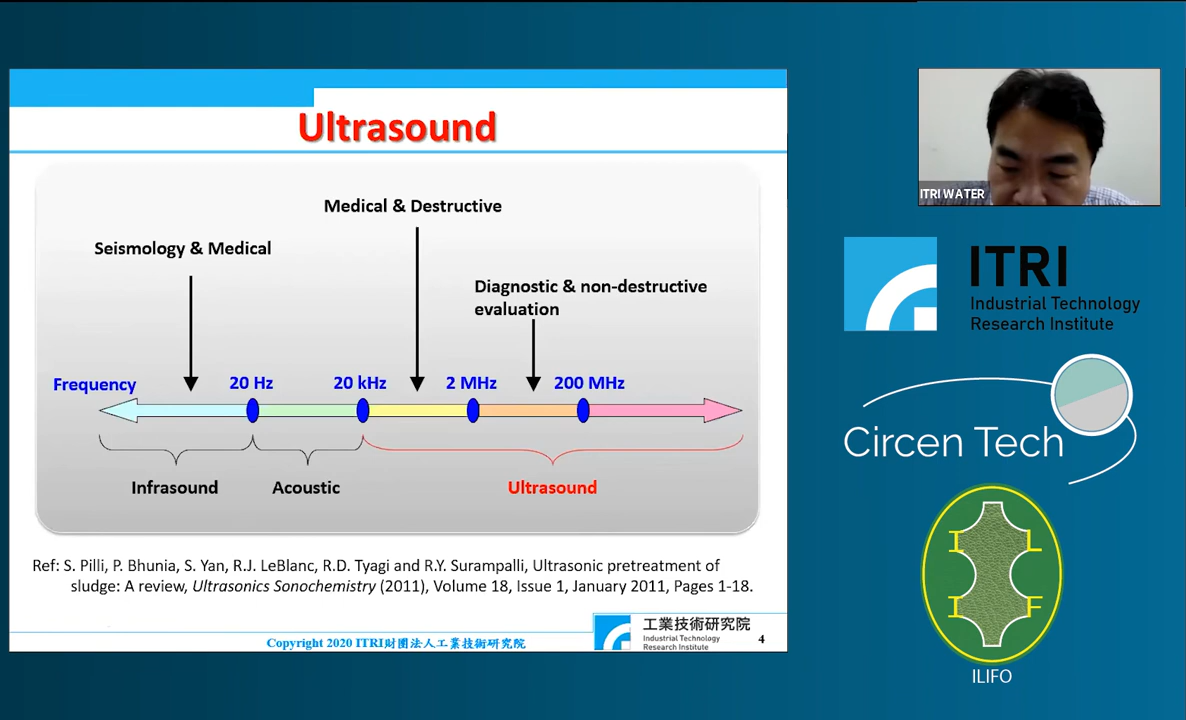 Ultrasound
Medical & Destructive
Seismology & Medical
Diagnostic & non-destructive
evaluation
Frequency
20 Hz
20 kHz
2 MHz
200 MHz
Infrasound
Acoustic
Ultrasound
Ref: S. Pilli, P. Bhunia, S. Yan, R.J. LeBlanc, R.D. Tyagi and R.Y. Surampalli, Ultrasonic pretreatment of
sludge: A review, Ultrasonics Sonochemistry (2011), Volume 18, Issue 1, January 2011, Pages 1-18.
Copyright 2020 ITRI財團法人工業技術研究院
工業技術研究院
Industrial Technology
Research Institute
4
ITRI WATER
ITRI
Industrial Technology
Research Institute
Circen Tech
I L
I F
ILIFO